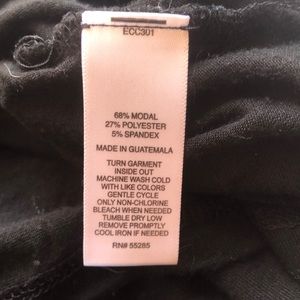 ECC301
68% MODAL
27% POLYESTER
5% SPANDEX
MADE IN GUATEMALA
TURN GARMENT
INSIDE OUT
MACHINE WASH COLD
WITH LIKE COLORS
GENTLE CYCLE
ONLY NON-CHLORINE
BLEACH WHEN NEEDED
TUMBLE DRY LOW
REMOVE PROMPTLY
COOL IRON IF NEEDED
RN# 55285